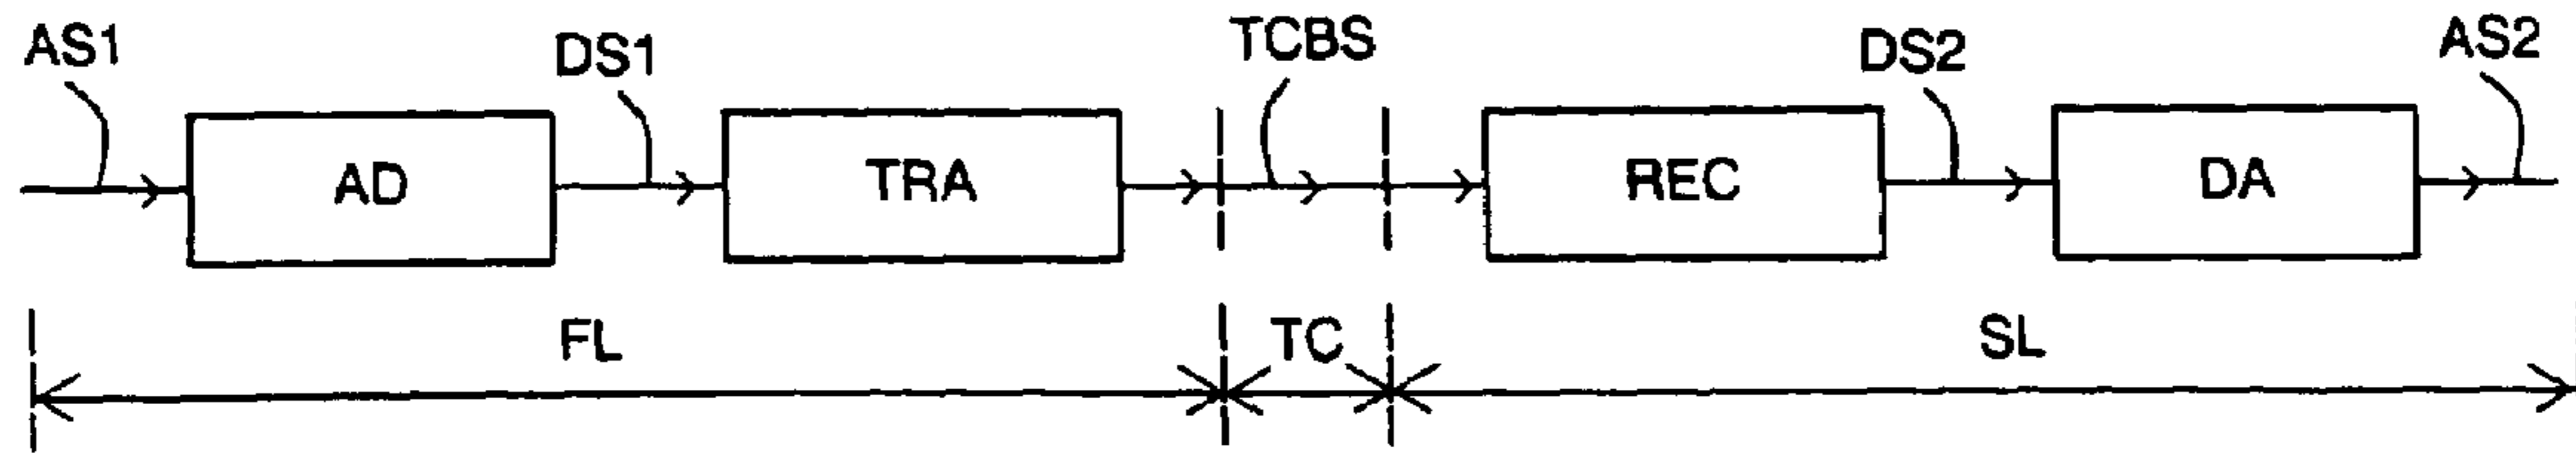 AS1 DS1 TCBS DS2 AS2
AD TRA REC DA
FL TC SL